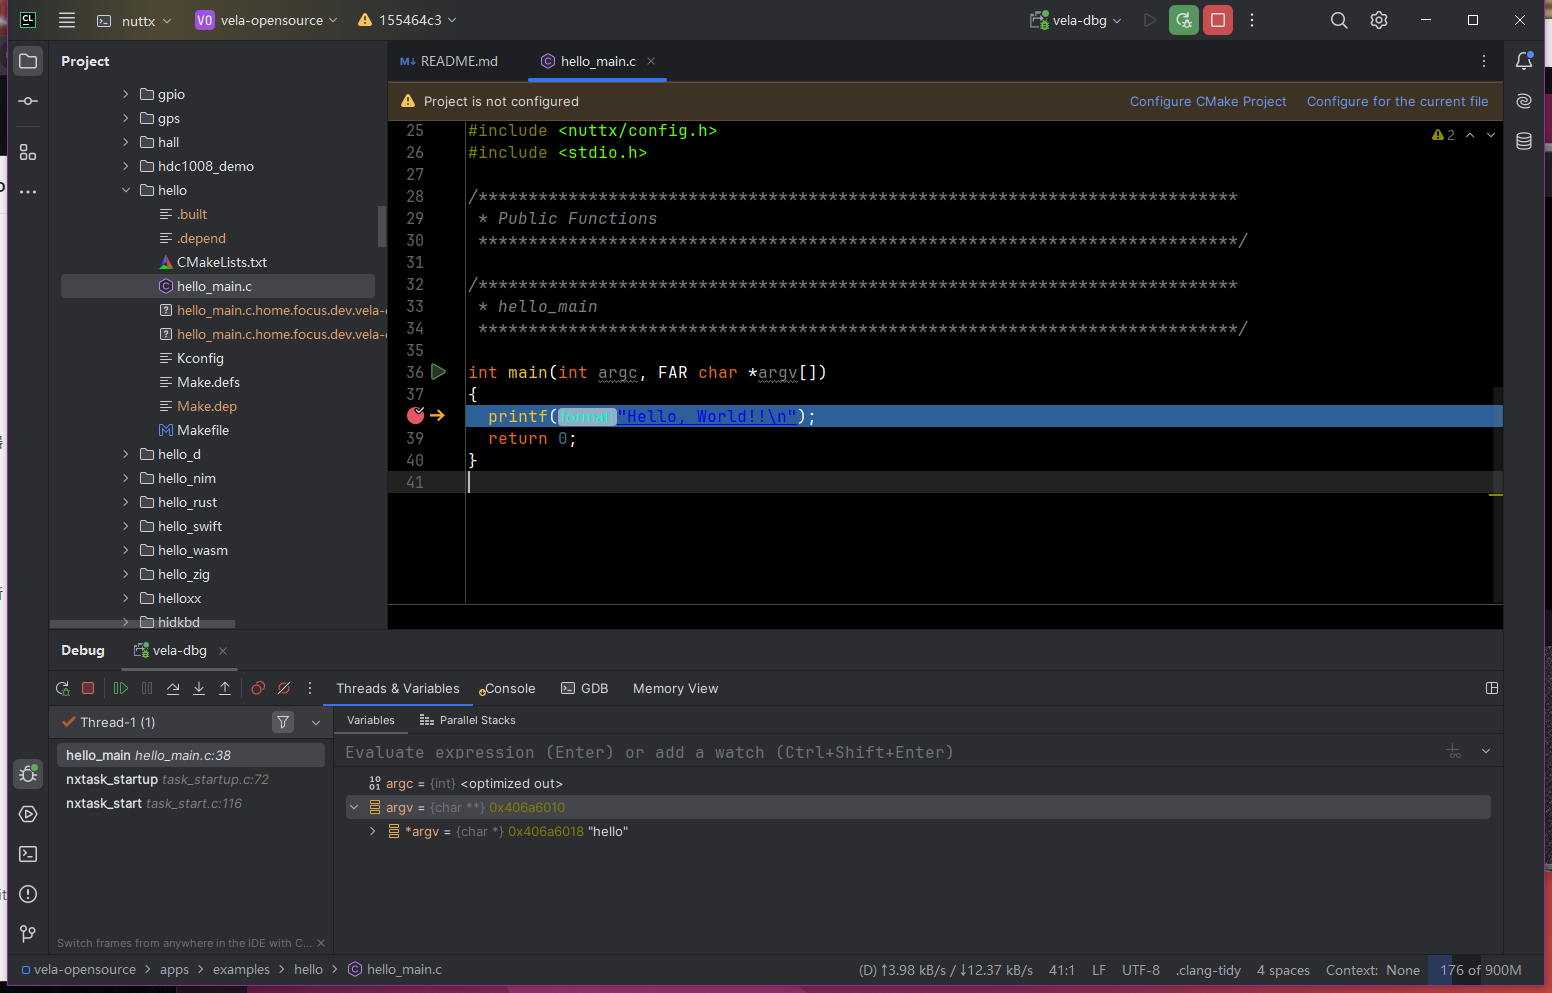 CL nuttx VO vela-opensource 155464c3 vela-dbg
Project
README.md hello_main.c
Project is not configured Configure CMake Project Configure for the current file
gpio
gps
hall
hdc1008_demo
hello
.built
.depend
CMakeLists.txt
hello_main.c
hello_main.c.home.focus.dev.vela-
hello_main.c.home.focus.dev.vela-
Kconfig
Make.defs
Make.dep
Makefile
hello_d
hello_nim
hello_rust
hello_swift
hello_wasm
hello_zig
helloxx
hidkbd
2
25 #include <nuttx/config.h>
26 #include <stdio.h>
27
28 /****************************************************************************
29 * Public Functions
30 ****************************************************************************/
31
32 /****************************************************************************
33 * hello_main
34 ****************************************************************************/
35
36 int main(int argc, FAR char *argv[])
37 {
printf(format: "Hello, World!!\n");
39 return 0;
40 }
41
Debug vela-dbg
Threads & Variables Console GDB Memory View
Thread-1 (1)
Variables Parallel Stacks
hello_main hello_main.c:38
nxtask_startup task_startup.c:72
nxtask_start task_start.c:116
Evaluate expression (Enter) or add a watch (Ctrl+Shift+Enter)
argc = {int} <optimized out>
argv = {char **} 0x406a6010
*argv = {char *} 0x406a6018 "hello"
Switch frames from anywhere in the IDE with C...
vela-opensource > apps > examples > hello > hello_main.c
(D) ↑3.98 kB/s / ↓12.37 kB/s 41:1 LF UTF-8 .clang-tidy 4 spaces Context: None 176 of 900M